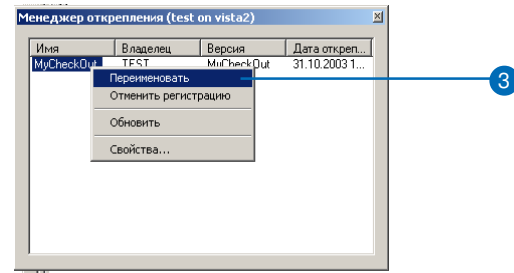 Менеджер открепления (test on vista2)
Имя Владелец Версия Дата откреп...
MyCheckOut TEST MyCheckOut 31.10.2003 1...
Переименовать
3
Отменить регистрацию
Обновить
Свойства...